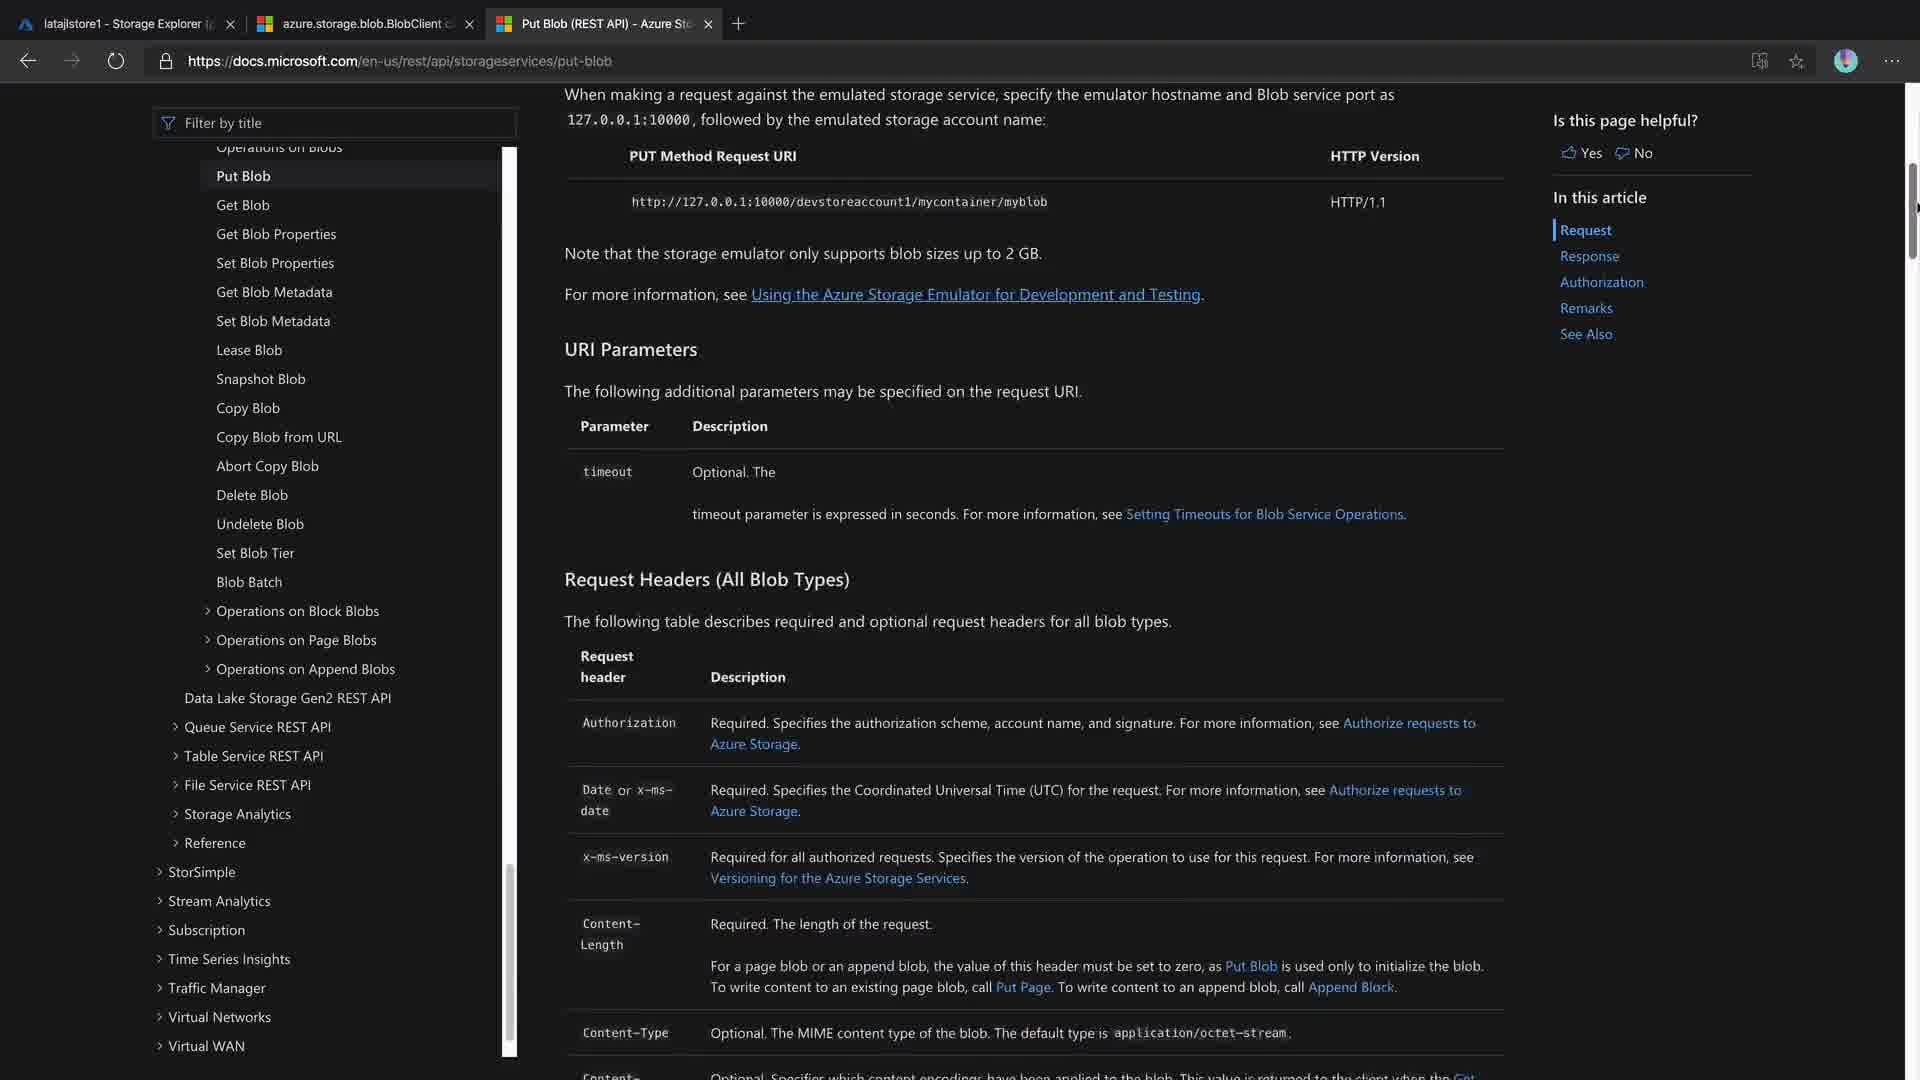 latajlstore1 - Storage Explorer (p
azure.storage.blob.BlobClient c
Put Blob (REST API) - Azure Sto
https://docs.microsoft.com/en-us/rest/api/storageservices/put-blob
Filter by title
Operations on Blobs
Put Blob
Get Blob
Get Blob Properties
Set Blob Properties
Get Blob Metadata
Set Blob Metadata
Lease Blob
Snapshot Blob
Copy Blob
Copy Blob from URL
Abort Copy Blob
Delete Blob
Undelete Blob
Set Blob Tier
Blob Batch
Operations on Block Blobs
Operations on Page Blobs
Operations on Append Blobs
Data Lake Storage Gen2 REST API
Queue Service REST API
Table Service REST API
File Service REST API
Storage Analytics
Reference
StorSimple
Stream Analytics
Subscription
Time Series Insights
Traffic Manager
Virtual Networks
Virtual WAN
When making a request against the emulated storage service, specify the emulator hostname and Blob service port as
127.0.0.1:10000, followed by the emulated storage account name:
PUT Method Request URI HTTP Version
http://127.0.0.1:10000/devstoreaccount1/mycontainer/myblob HTTP/1.1
Note that the storage emulator only supports blob sizes up to 2 GB.
For more information, see Using the Azure Storage Emulator for Development and Testing.
URI Parameters
The following additional parameters may be specified on the request URI.
Parameter Description
timeout Optional. The
timeout parameter is expressed in seconds. For more information, see Setting Timeouts for Blob Service Operations.
Request Headers (All Blob Types)
The following table describes required and optional request headers for all blob types.
Request
header Description
Authorization Required. Specifies the authorization scheme, account name, and signature. For more information, see Authorize requests to
Azure Storage.
Date or x-ms- Required. Specifies the Coordinated Universal Time (UTC) for the request. For more information, see Authorize requests to
date Azure Storage.
x-ms-version Required for all authorized requests. Specifies the version of the operation to use for this request. For more information, see
Versioning for the Azure Storage Services.
Content- Required. The length of the request.
Length
For a page blob or an append blob, the value of this header must be set to zero, as Put Blob is used only to initialize the blob.
To write content to an existing page blob, call Put Page. To write content to an append blob, call Append Block.
Content-Type Optional. The MIME content type of the blob. The default type is application/octet-stream.
Content- Optional. Specifies which content encodings have been applied to the blob. This value is returned to the client when the Get
Is this page helpful?
Yes No
In this article
Request
Response
Authorization
Remarks
See Also